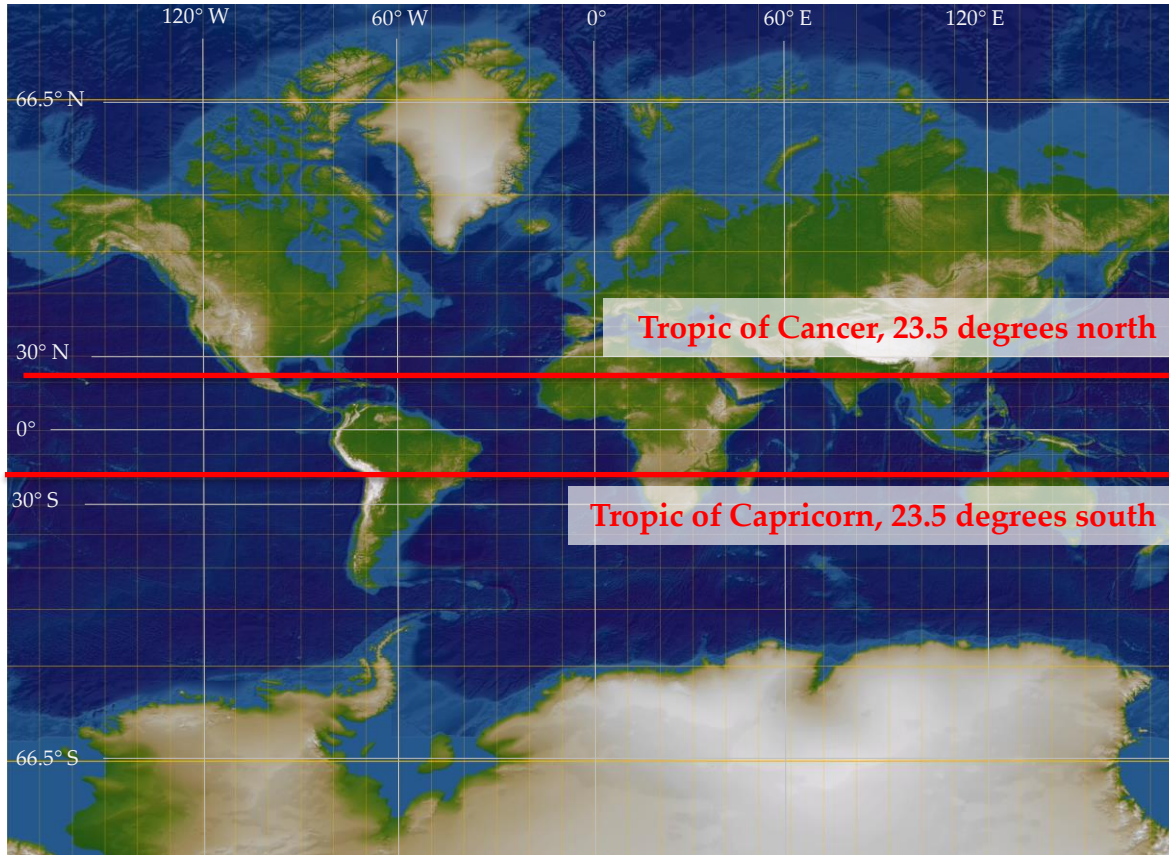 120° W
60° W
0°
60° E
120° E
66.5° N
Tropic of Cancer, 23.5 degrees north
30° N
0°
30° S
Tropic of Capricorn, 23.5 degrees south
66.5° S